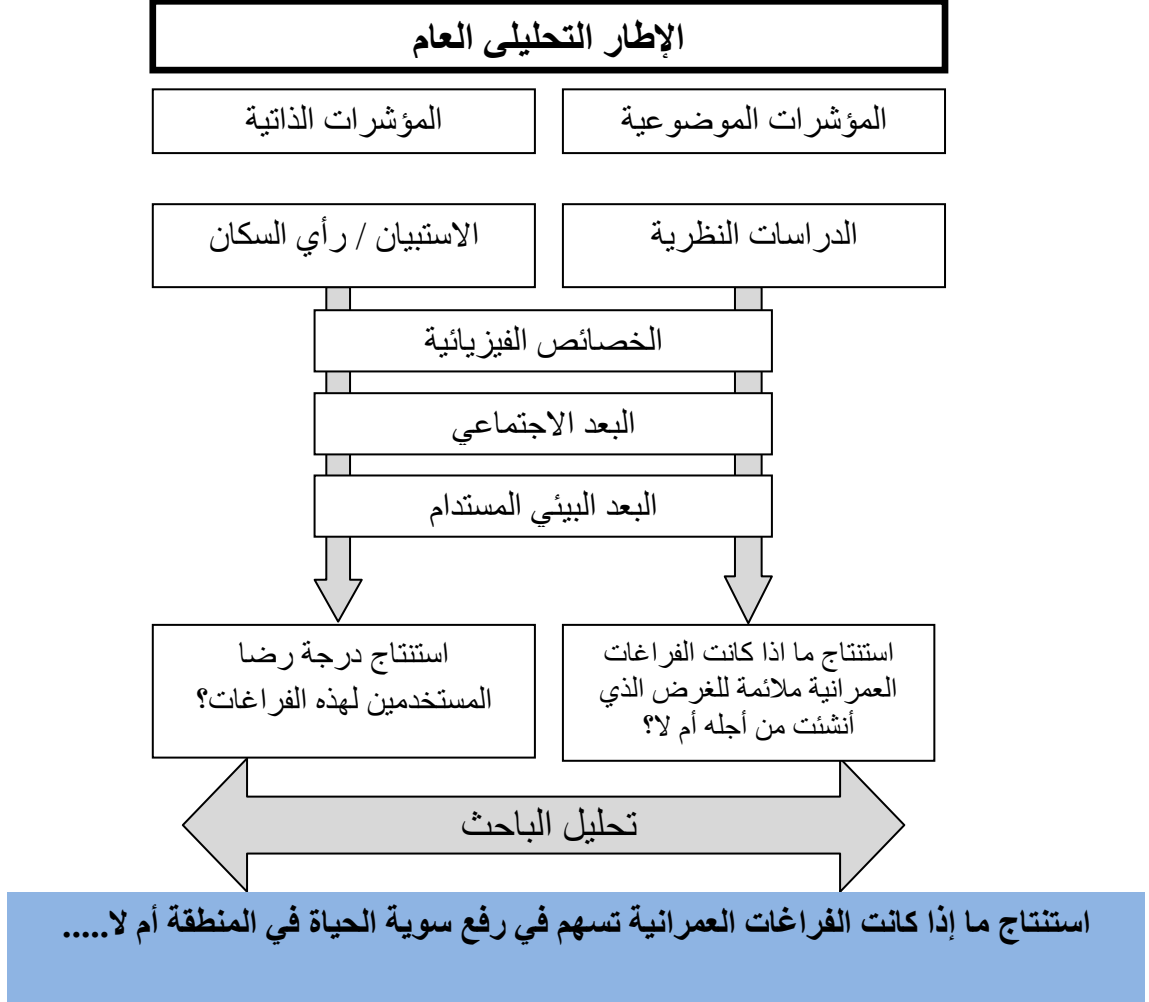 الإطار التحليلى العام
المؤشرات الموضوعية
المؤشرات الذاتية
الدراسات النظرية
الاستبيان / رأي السكان
الخصائص الفيزيائية
البعد الاجتماعي
البعد البيئي المستدام
استنتاج ما اذا كانت الفراغات
العمرانية ملائمة للغرض الذي
أنشئت من أجله أم لا؟
استنتاج درجة رضا
المستخدمين لهذه الفراغات؟
تحليل الباحث
استنتاج ما إذا كانت الفراغات العمرانية تسهم في رفع سوية الحياة في المنطقة أم لا.....